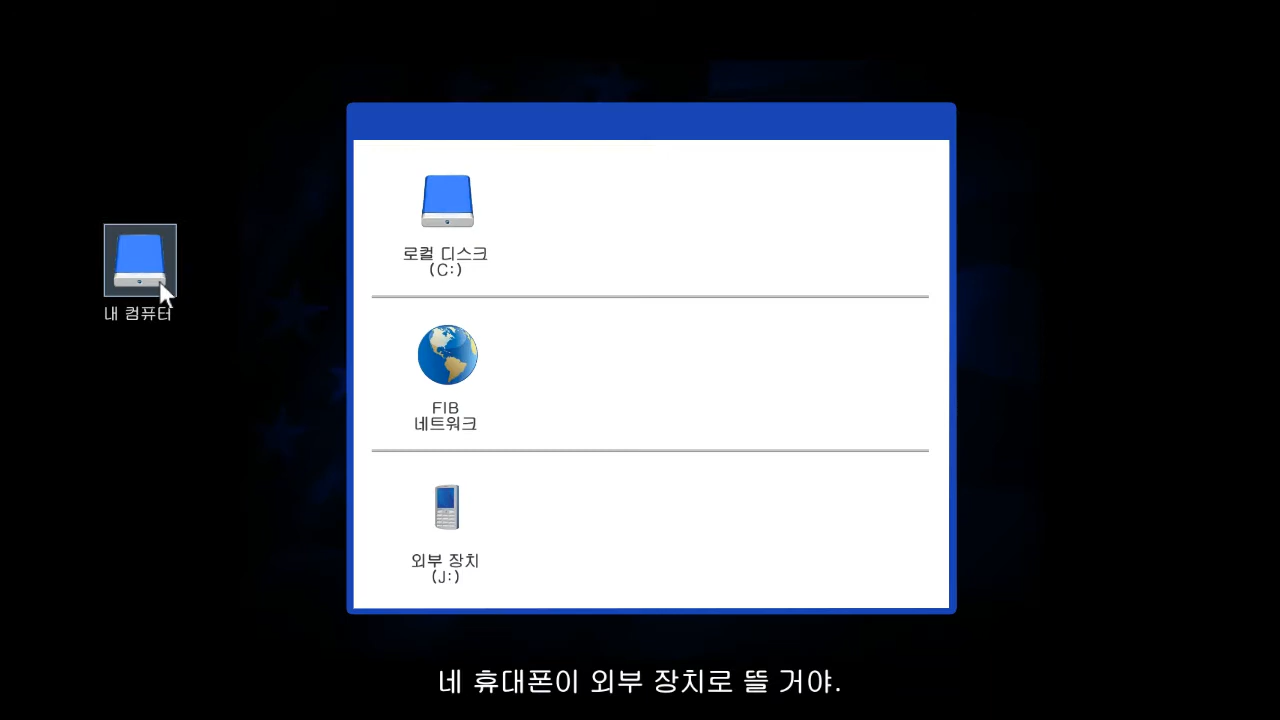 내 컴퓨터
로컬 디스크
(C:)
FIB
네트워크
외부 장치
(J:)
네 휴대폰이 외부 장치로 뜰 거야.